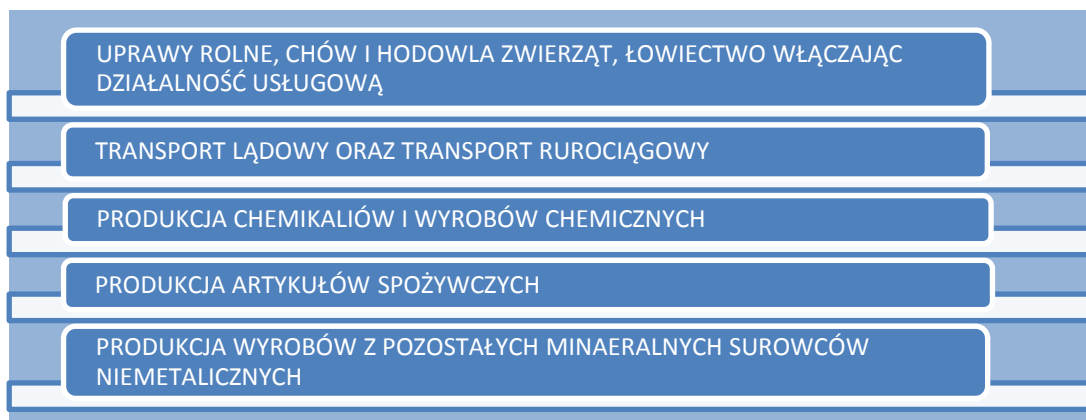 UPRAWY ROLNE, CHÓW I HODOWLA ZWIERZĄT, ŁOWIECTWO WŁĄCZAJĄC
DZIAŁALNOŚĆ USŁUGOWĄ
TRANSPORT LĄDOWY ORAZ TRANSPORT RUROCIĄGOWY
PRODUKCJA CHEMIKALIÓW I WYROBÓW CHEMICZNYCH
PRODUKCJA ARTYKUŁÓW SPOŻYWCZYCH
PRODUKCJA WYROBÓW Z POZOSTAŁYCH MINAERALNYCH SUROWCÓW
NIEMETALICZNYCH